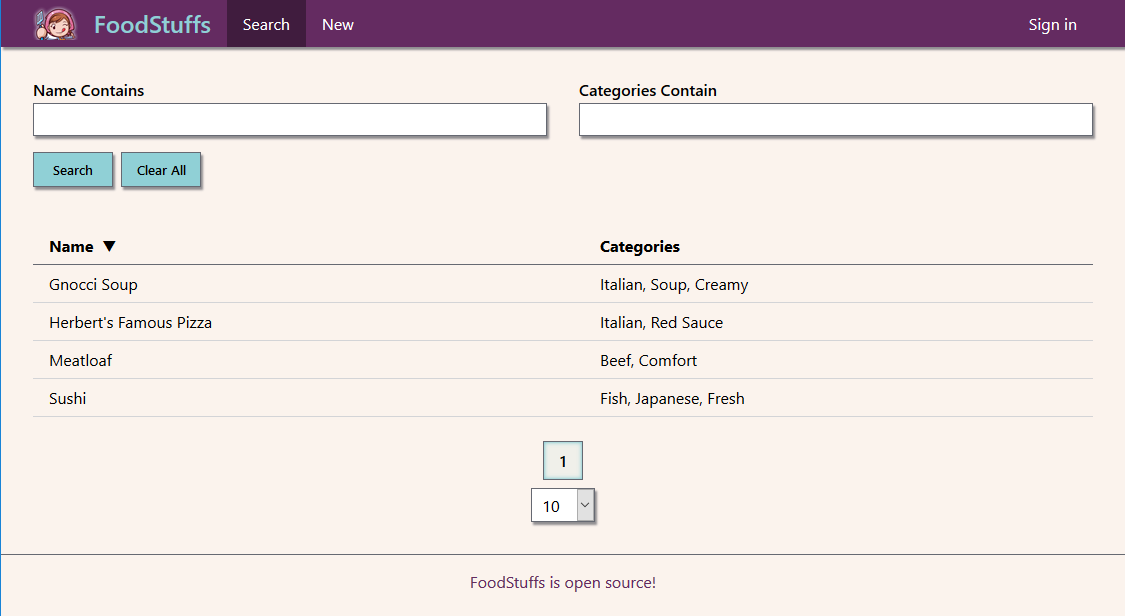 FoodStuffs Search New Sign in
Name Contains Categories Contain
Search Clear All
Name ▼ Categories
Gnocci Soup Italian, Soup, Creamy
Herbert's Famous Pizza Italian, Red Sauce
Meatloaf Beef, Comfort
Sushi Fish, Japanese, Fresh
1
10
FoodStuffs is open source!